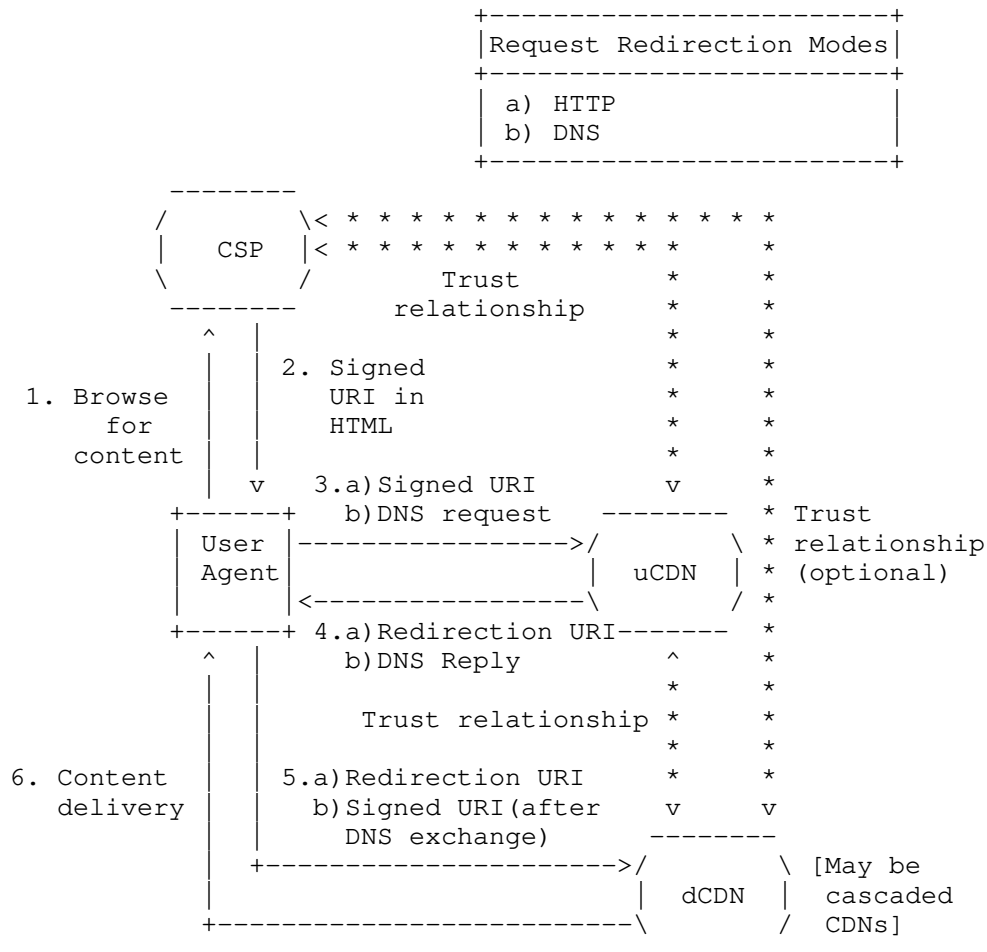 Request Redirection Modes
a) HTTP
b) DNS
CSP
Trust
relationship
1. Browse
for
content
2. Signed
URI in
HTML
3.a)Signed URI
b)DNS request
User
Agent
uCDN
Trust
relationship
(optional)
4.a)Redirection URI
b)DNS Reply
Trust relationship
6. Content
delivery
5.a)Redirection URI
b)Signed URI(after
DNS exchange)
dCDN
[May be
cascaded
CDNs]